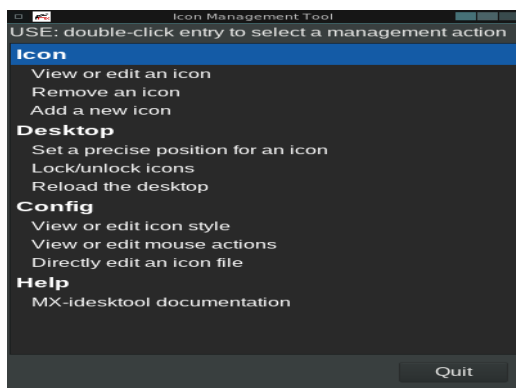 Icon Management Tool
USE: double-click entry to select a management action
Icon
View or edit an icon
Remove an icon
Add a new icon
Desktop
Set a precise position for an icon
Lock/unlock icons
Reload the desktop
Config
View or edit icon style
View or edit mouse actions
Directly edit an icon file
Help
MX-idesktool documentation
Quit